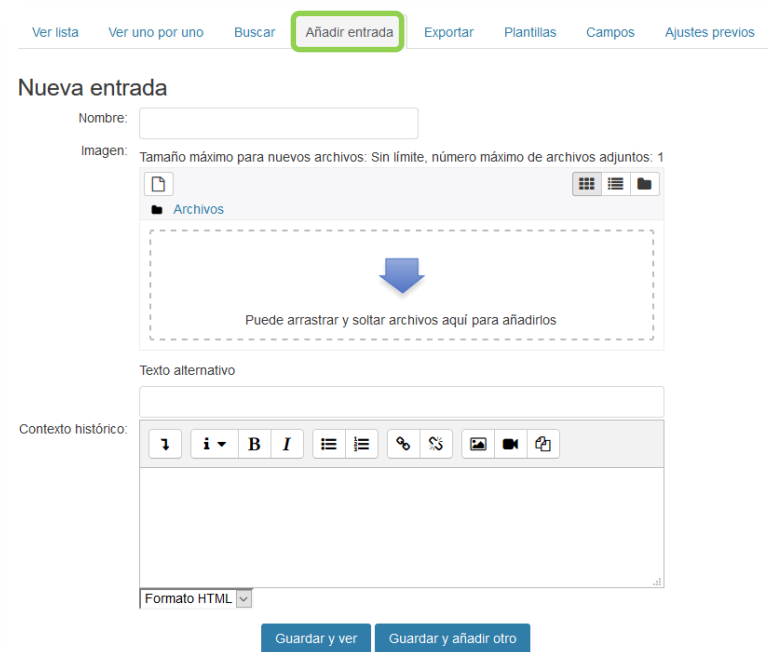 Ver lista Ver uno por uno Buscar Añadir entrada Exportar Plantillas Campos Ajustes previos
Nueva entrada
Nombre:
Imagen: Tamaño máximo para nuevos archivos: Sin límite, número máximo de archivos adjuntos: 1
Archivos
Puede arrastrar y soltar archivos aquí para añadirlos
Texto alternativo
Contexto histórico:
i B I
Formato HTML
Guardar y ver Guardar y añadir otro